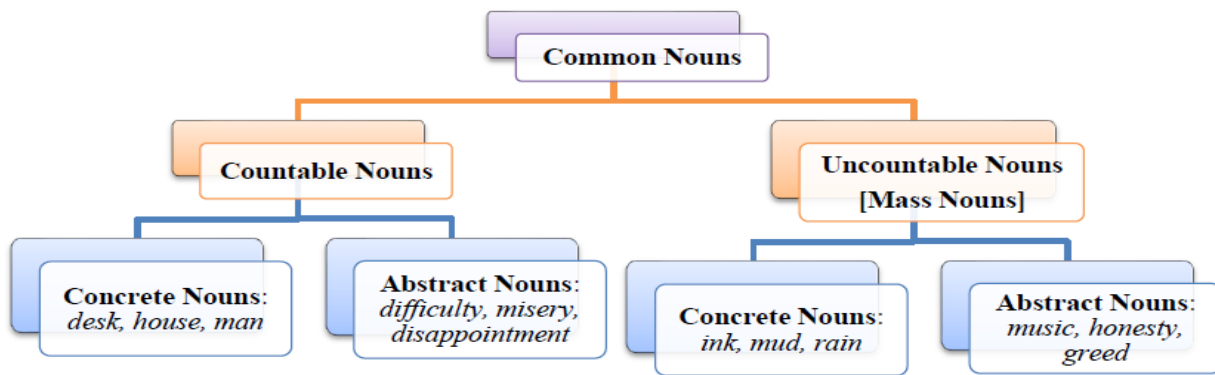 Common Nouns
Countable Nouns
Uncountable Nouns
[Mass Nouns]
Concrete Nouns:
desk, house, man
Abstract Nouns:
difficulty, misery,
disappointment
Concrete Nouns:
ink, mud, rain
Abstract Nouns:
music, honesty,
greed